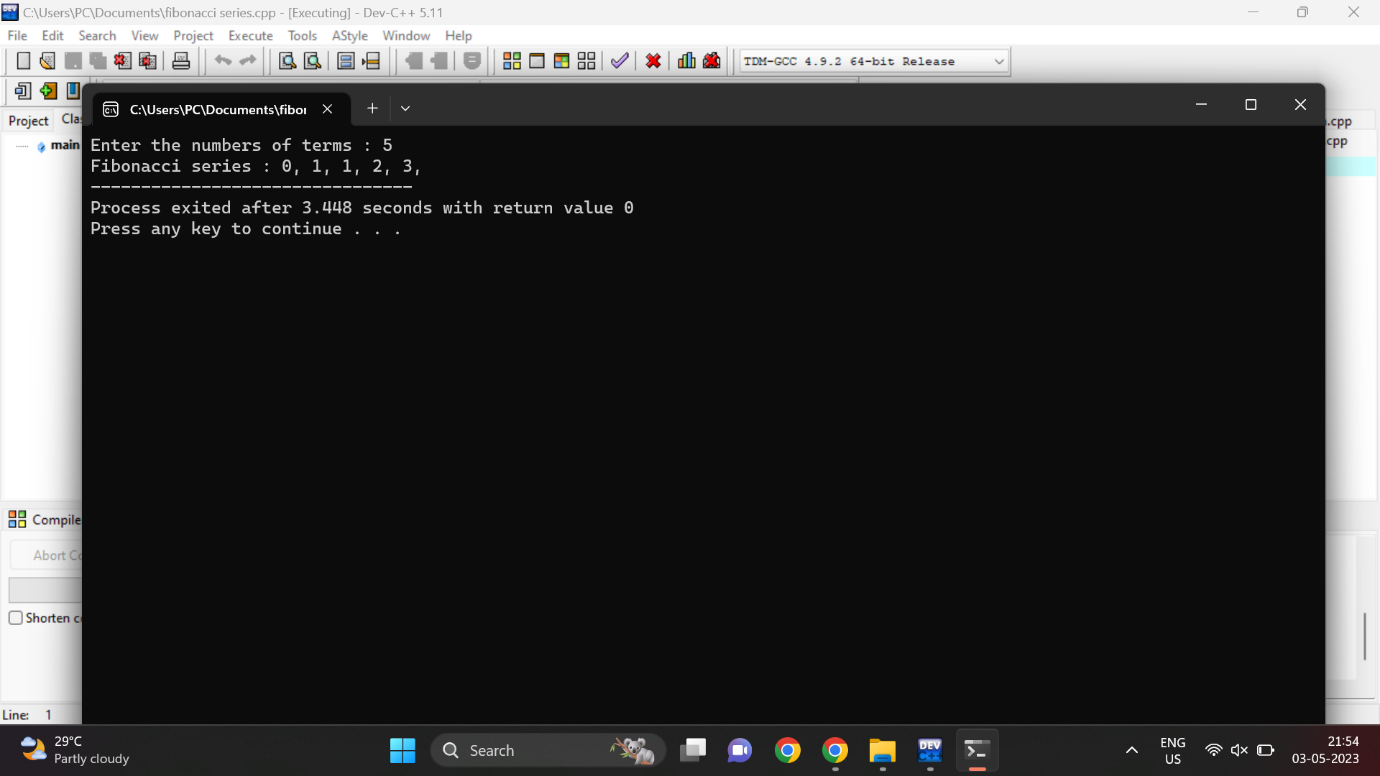 C:\Users\PC\Documents\fibonacci series.cpp - [Executing] - Dev-C++ 5.11
File Edit Search View Project Execute Tools AStyle Window Help
TDM-GCC 4.9.2 64-bit Release
C:\Users\PC\Documents\fibo
Project Cla
.cpp
main
cpp
Enter the numbers of terms : 5
Fibonacci series : 0, 1, 1, 2, 3,
--------------------------------
Process exited after 3.448 seconds with return value 0
Press any key to continue . . .
Compile
Abort Co
Shorten c
Line: 1
29°C
Partly cloudy
Search
DEV
C++
ENG
US
21:54
03-05-2023